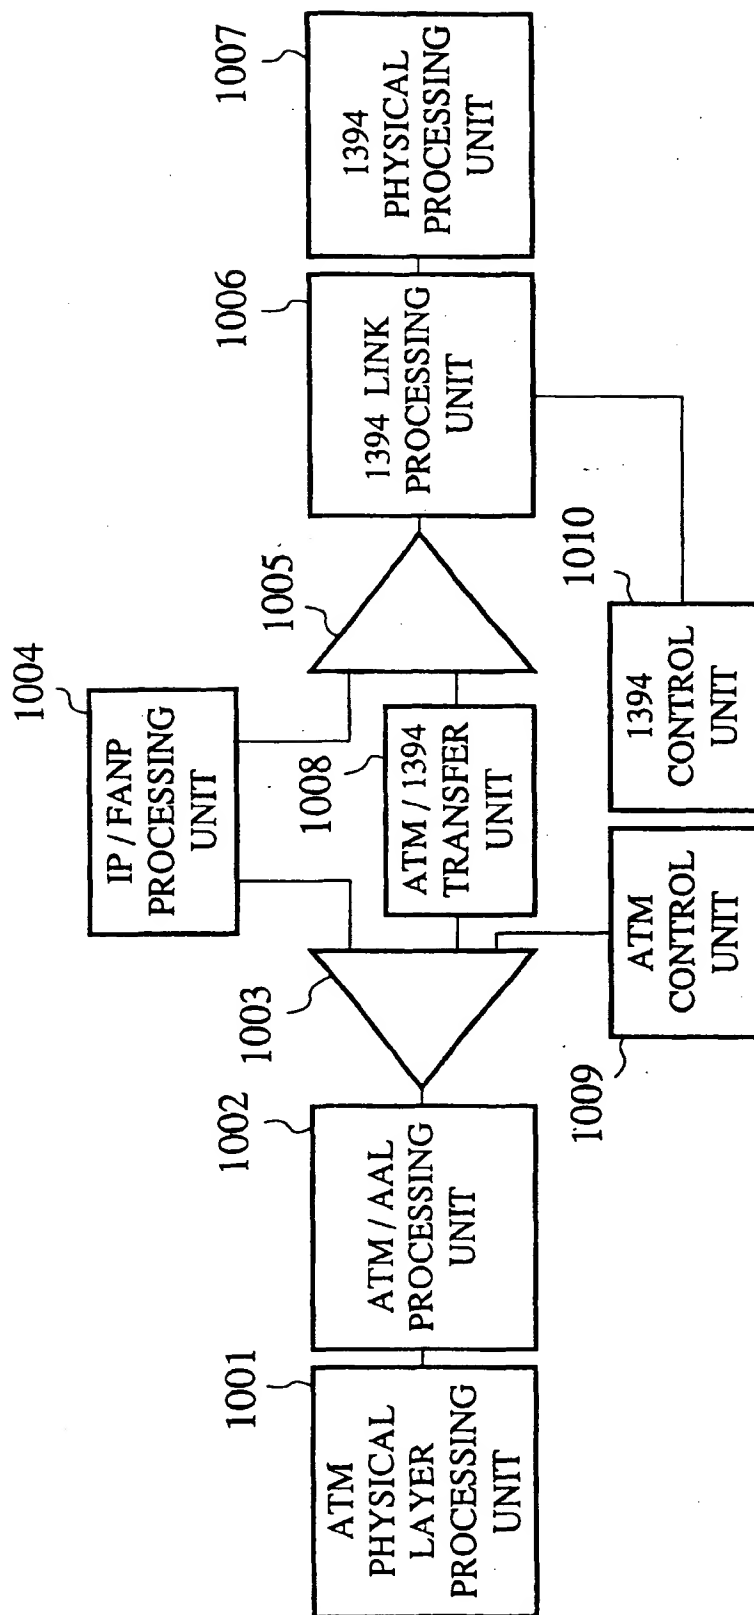 1001
ATM
PHYSICAL
LAYER
PROCESSING
UNIT
1002
ATM / AAL
PROCESSING
UNIT
1003
1004
IP / FANP
PROCESSING
UNIT
1008
ATM / 1394
TRANSFER
UNIT
1005
1006
1394 LINK
PROCESSING
UNIT
1007
1394
PHYSICAL
PROCESSING
UNIT
1009
ATM
CONTROL
UNIT
1010
1394
CONTROL
UNIT